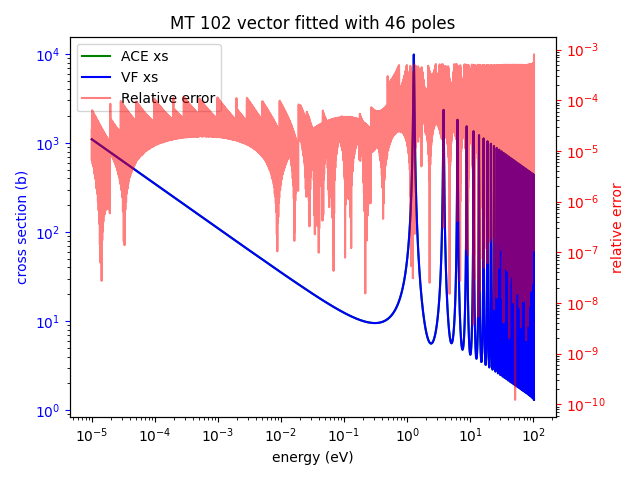 MT 102 vector fitted with 46 poles
ACE xs
VF xs
Relative error
cross section (b)
10⁴
10³
10²
10¹
10⁰
relative error
10⁻³
10⁻⁴
10⁻⁵
10⁻⁶
10⁻⁷
10⁻⁸
10⁻⁹
10⁻¹⁰
10⁻⁵ 10⁻⁴ 10⁻³ 10⁻² 10⁻¹ 10⁰ 10¹ 10²
energy (eV)